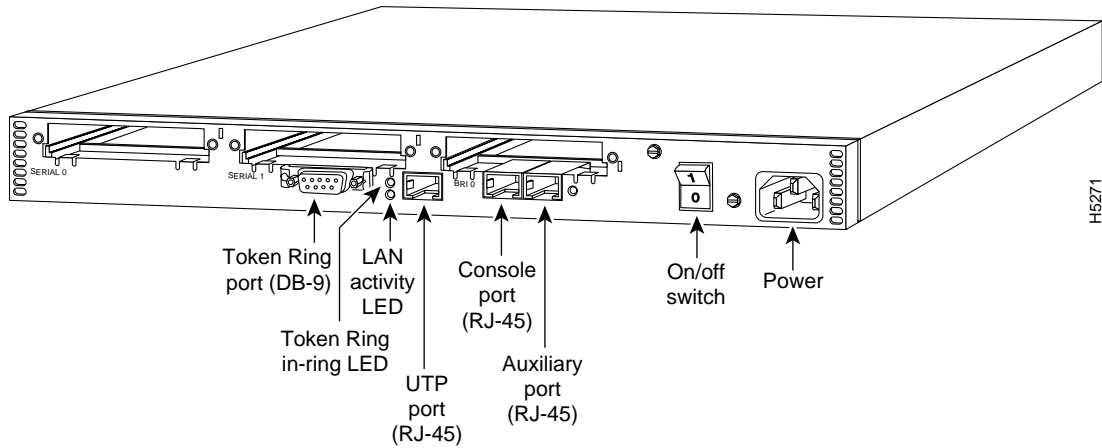 SERIAL 0
SERIAL 1
BRI 0
1
0
H5271
Token Ring
port (DB-9)
LAN
activity
LED
Console
port
(RJ-45)
On/off
switch
Power
Token Ring
in-ring LED
UTP
port
(RJ-45)
Auxiliary
port
(RJ-45)